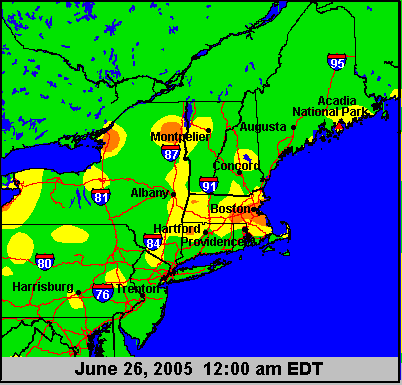 95
Acadia
National Park
Augusta
Montpelier
87
Concord
91
81
Albany
Boston
Hartford
84
Providence
80
Harrisburg
76
Trenton
June 26, 2005 12:00 am EDT